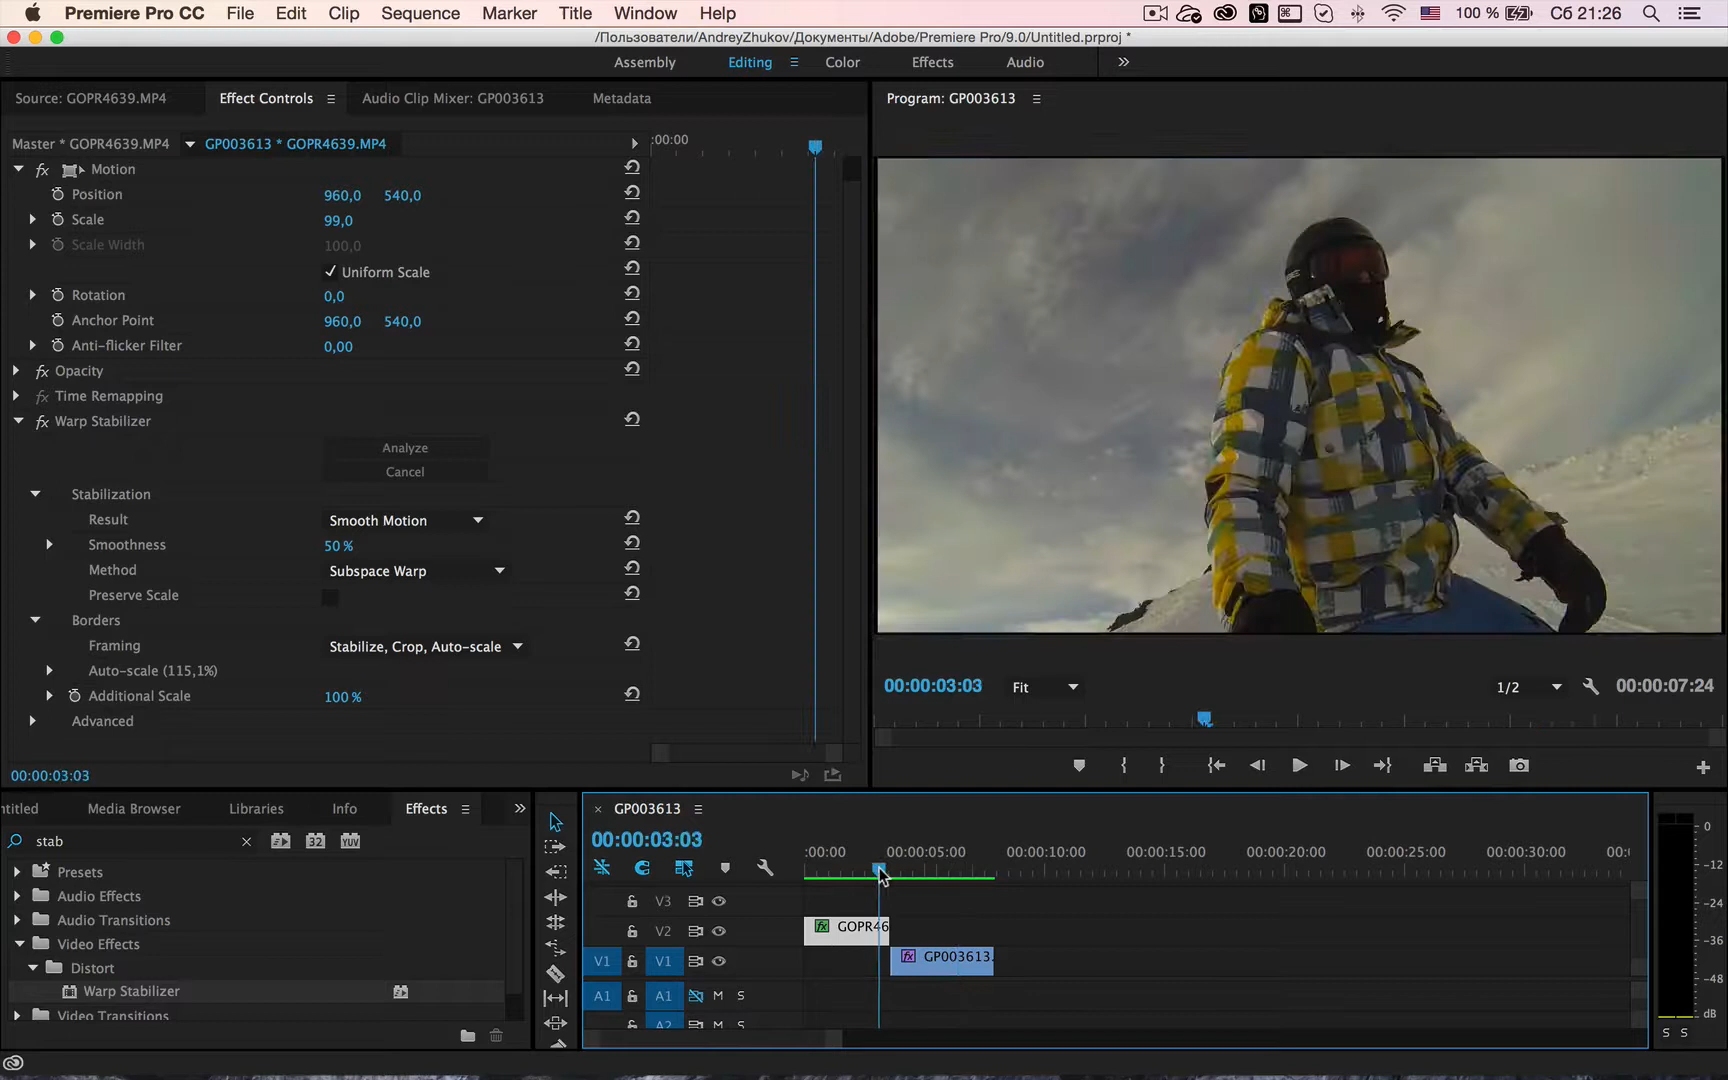 Premiere Pro CC File Edit Clip Sequence Marker Title Window Help 100 % Сб 21:26
/Пользователи/AndreyZhukov/Документы/Adobe/Premiere Pro/9.0/Untitled.prproj *
Assembly Editing Color Effects Audio
Source: GOPR4639.MP4 Effect Controls Audio Clip Mixer: GP003613 Metadata
Program: GP003613
Master * GOPR4639.MP4 GP003613 * GOPR4639.MP4 :00:00
fx Motion
Position 960,0 540,0
Scale 99,0
Scale Width 100,0
Uniform Scale
Rotation 0,0
Anchor Point 960,0 540,0
Anti-flicker Filter 0,00
fx Opacity
fx Time Remapping
fx Warp Stabilizer
Analyze
Cancel
Stabilization
Result Smooth Motion
Smoothness 50 %
Method Subspace Warp
Preserve Scale
Borders
Framing Stabilize, Crop, Auto-scale
Auto-scale (115,1%)
Additional Scale 100 %
Advanced
00:00:03:03
00:00:03:03 Fit 1/2 00:00:07:24
ntitled Media Browser Libraries Info Effects
stab 32 YUV
Presets
Audio Effects
Audio Transitions
Video Effects
Distort
Warp Stabilizer
Video Transitions
GP003613
00:00:03:03
:00:00 00:00:05:00 00:00:10:00 00:00:15:00 00:00:20:00 00:00:25:00 00:00:30:00 00:0
V3
V2 fx GOPR46
V1 V1 fx GP003613.
A1 A1 M S
A2 M S
0
-12
-24
-36
-48
dB
S S